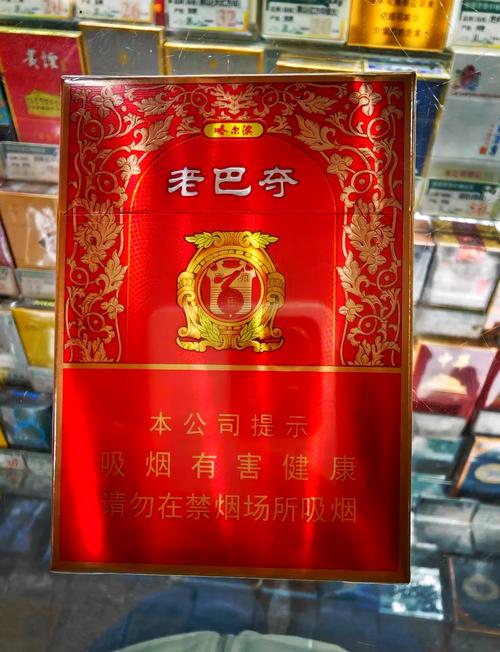 哈尔滨
老巴夺
本公司提示
吸烟有害健康
请勿在禁烟场所吸烟